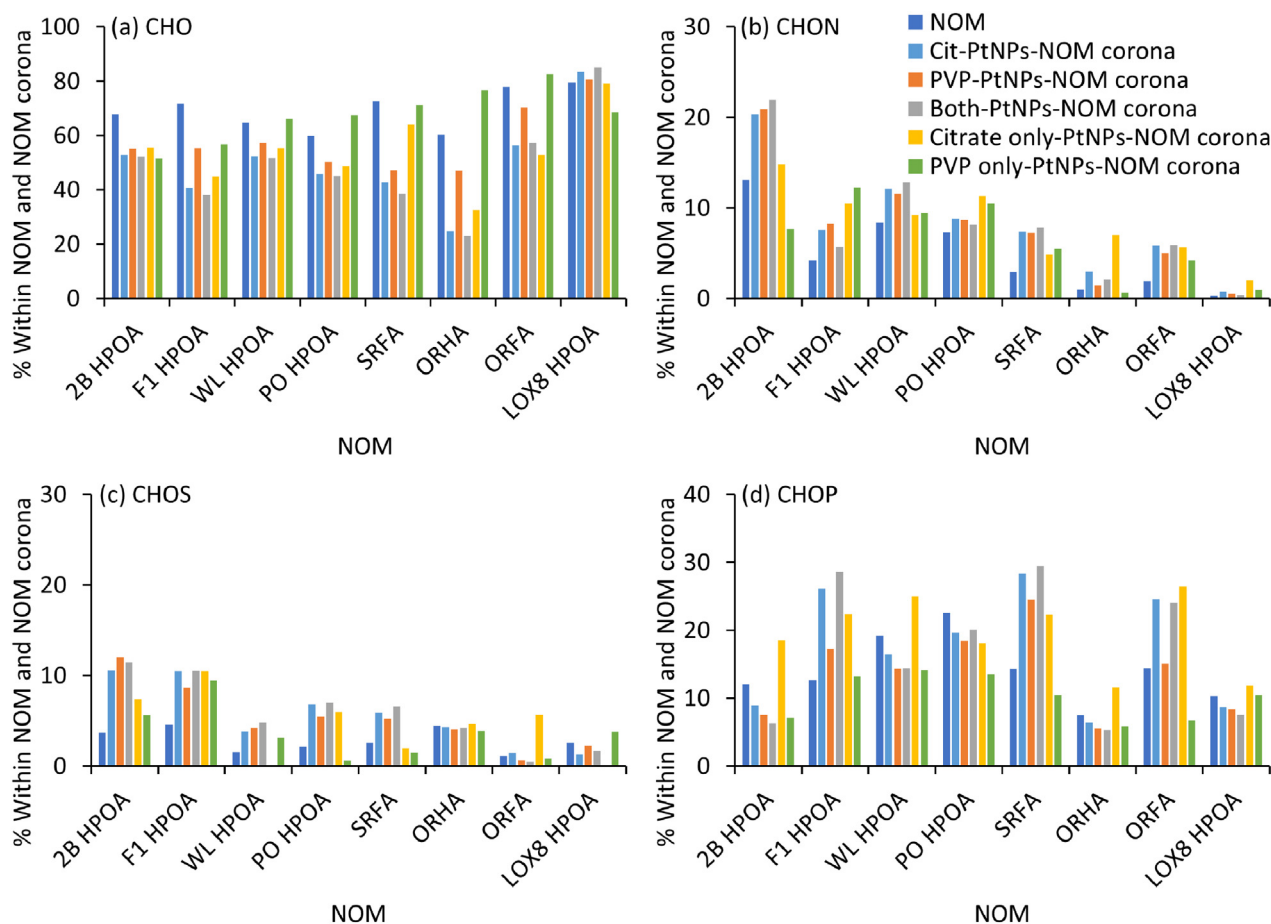 (a) CHO
% Within NOM and NOM corona
100
80
60
40
20
0
2B HPOA
F1 HPOA
WL HPOA
PO HPOA
SRFA
ORHA
ORFA
LOX8 HPOA
NOM
(b) CHON
% Within NOM and NOM corona
30
20
10
0
NOM
Cit-PtNPs-NOM corona
PVP-PtNPs-NOM corona
Both-PtNPs-NOM corona
Citrate only-PtNPs-NOM corona
PVP only-PtNPs-NOM corona
2B HPOA
F1 HPOA
WL HPOA
PO HPOA
SRFA
ORHA
ORFA
LOX8 HPOA
NOM
(c) CHOS
% Within NOM and NOM corona
30
20
10
0
2B HPOA
F1 HPOA
WL HPOA
PO HPOA
SRFA
ORHA
ORFA
LOX8 HPOA
NOM
(d) CHOP
% Within NOM and NOM corona
40
30
20
10
0
2B HPOA
F1 HPOA
WL HPOA
PO HPOA
SRFA
ORHA
ORFA
LOX8 HPOA
NOM